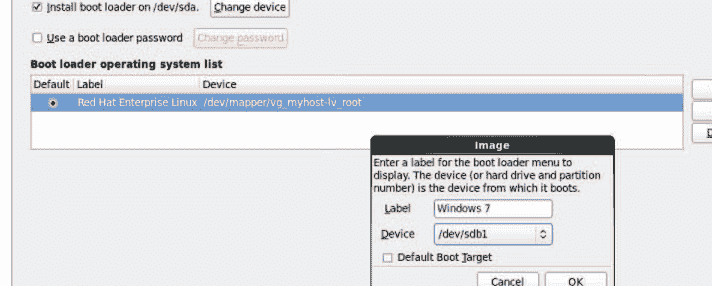 Install boot loader on /dev/sda.
Change device
Use a boot loader password
Change password
Boot loader operating system list
Default Label Device
Red Hat Enterprise Linux /dev/mapper/vg_myhost-lv_root
Image
Enter a label for the boot loader menu to
display. The device (or hard drive and partition
number) is the device from which it boots.
Label Windows 7
Device /dev/sdb1
Default Boot Target
Cancel OK